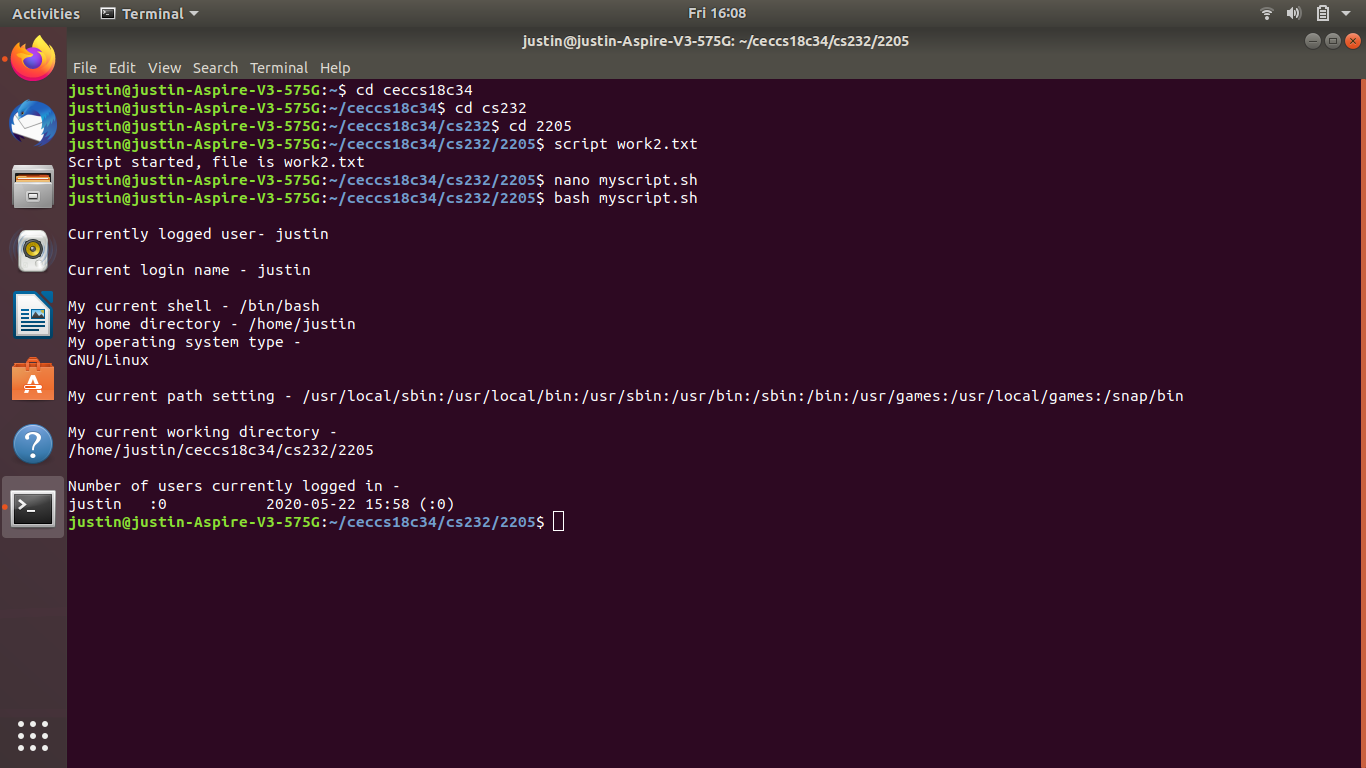 Activities Terminal Fri 16:08
justin@justin-Aspire-V3-575G: ~/ceccs18c34/cs232/2205
File Edit View Search Terminal Help
justin@justin-Aspire-V3-575G:~$ cd ceccs18c34
justin@justin-Aspire-V3-575G:~/ceccs18c34$ cd cs232
justin@justin-Aspire-V3-575G:~/ceccs18c34/cs232$ cd 2205
justin@justin-Aspire-V3-575G:~/ceccs18c34/cs232/2205$ script work2.txt
Script started, file is work2.txt
justin@justin-Aspire-V3-575G:~/ceccs18c34/cs232/2205$ nano myscript.sh
justin@justin-Aspire-V3-575G:~/ceccs18c34/cs232/2205$ bash myscript.sh
Currently logged user- justin
Current login name - justin
My current shell - /bin/bash
My home directory - /home/justin
My operating system type -
GNU/Linux
My current path setting - /usr/local/sbin:/usr/local/bin:/usr/sbin:/usr/bin:/sbin:/bin:/usr/games:/usr/local/games:/snap/bin
My current working directory -
/home/justin/ceccs18c34/cs232/2205
Number of users currently logged in -
justin   :0           2020-05-22 15:58 (:0)
justin@justin-Aspire-V3-575G:~/ceccs18c34/cs232/2205$